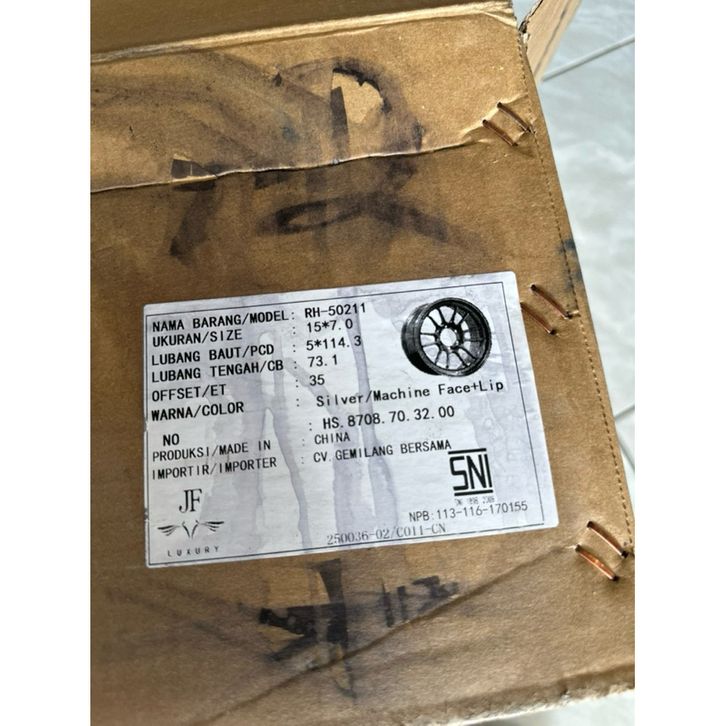 NAMA BARANG/MODEL: RH-50211
UKURAN/SIZE : 15*7.0
LUBANG BAUT/PCD : 5*114.3
LUBANG TENGAH/CB : 73.1
OFFSET/ET : 35
WARNA/COLOR : Silver/Machine Face+Lip
NO : HS.8708.70.32.00
PRODUKSI/MADE IN : CHINA
IMPORTIR/IMPORTER : CV.GEMILANG BERSAMA
SNI
NPB:113-116-170155
JF
LUXURY
250036-02/C011-CN